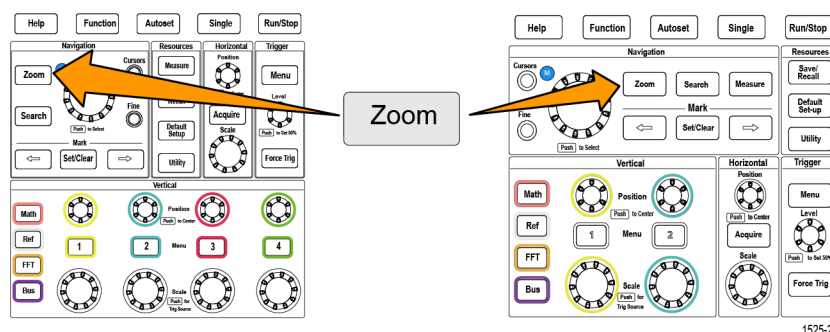 Help Function Autoset Single Run/Stop
Navigation Resources Horizontal Trigger
Zoom Cursors Measure Position Menu
Fine Level
Search Acquire
Push to Select Default Setup Scale Push to Set 50%
Mark
Set/Clear Utility Force Trig
Vertical
Math Position
Push to Center
Ref 1 2 Menu 3 4
FFT
Bus Scale
Push for
Trig Source
Zoom
Help Function Autoset Single Run/Stop
Navigation Resources
Cursors M Zoom Search Measure Save/
Recall
Fine Mark Default
Set-up
Set/Clear Utility
Push to Select
Vertical Horizontal Trigger
Math Position Position Menu
Push to Center Push to Center Level
Ref 1 Menu 2 Acquire
FFT Scale Push to Set 50%
Bus Scale Force Trig
Push for
Trig Source